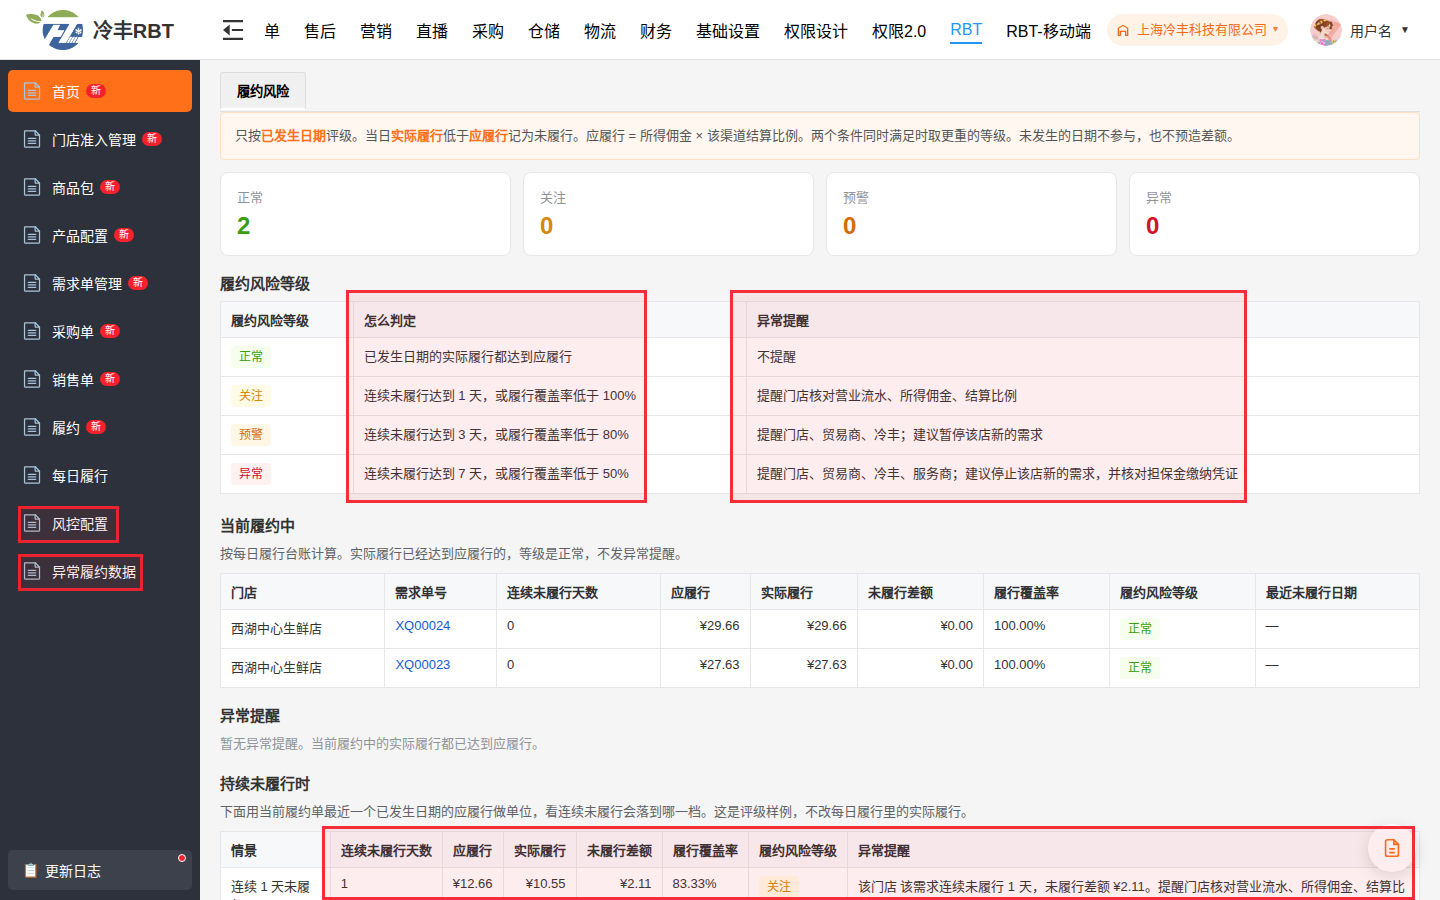 冷丰RBT
单 售后 营销 直播 采购 仓储 物流 财务 基础设置 权限设计 权限2.0 RBT RBT-移动端
上海冷丰科技有限公司
用户名
首页 新
门店准入管理 新
商品包 新
产品配置 新
需求单管理 新
采购单 新
销售单 新
履约 新
每日履行
风控配置
异常履约数据
更新日志
履约风险
只按已发生日期评级。当日实际履行低于应履行记为未履行。应履行 = 所得佣金 × 该渠道结算比例。两个条件同时满足时取更重的等级。未发生的日期不参与，也不预造差额。
正常 关注 预警 异常
2 0 0 0
履约风险等级
履约风险等级 怎么判定 异常提醒
正常 已发生日期的实际履行都达到应履行 不提醒
关注 连续未履行达到 1 天，或履行覆盖率低于 100% 提醒门店核对营业流水、所得佣金、结算比例
预警 连续未履行达到 3 天，或履行覆盖率低于 80% 提醒门店、贸易商、冷丰；建议暂停该店新的需求
异常 连续未履行达到 7 天，或履行覆盖率低于 50% 提醒门店、贸易商、冷丰、服务商；建议停止该店新的需求，并核对担保金缴纳凭证
当前履约中
按每日履行台账计算。实际履行已经达到应履行的，等级是正常，不发异常提醒。
门店 需求单号 连续未履行天数 应履行 实际履行 未履行差额 履行覆盖率 履约风险等级 最近未履行日期
西湖中心生鲜店 XQ00024 0 ¥29.66 ¥29.66 ¥0.00 100.00% 正常 —
西湖中心生鲜店 XQ00023 0 ¥27.63 ¥27.63 ¥0.00 100.00% 正常 —
异常提醒
暂无异常提醒。当前履约中的实际履行都已达到应履行。
持续未履行时
下面用当前履约单最近一个已发生日期的应履行做单位，看连续未履行会落到哪一档。这是评级样例，不改每日履行里的实际履行。
情景 连续未履行天数 应履行 实际履行 未履行差额 履行覆盖率 履约风险等级 异常提醒
连续 1 天未履 1 ¥12.66 ¥10.55 ¥2.11 83.33% 关注 该门店 该需求连续未履行 1 天，未履行差额 ¥2.11。提醒门店核对营业流水、所得佣金、结算比